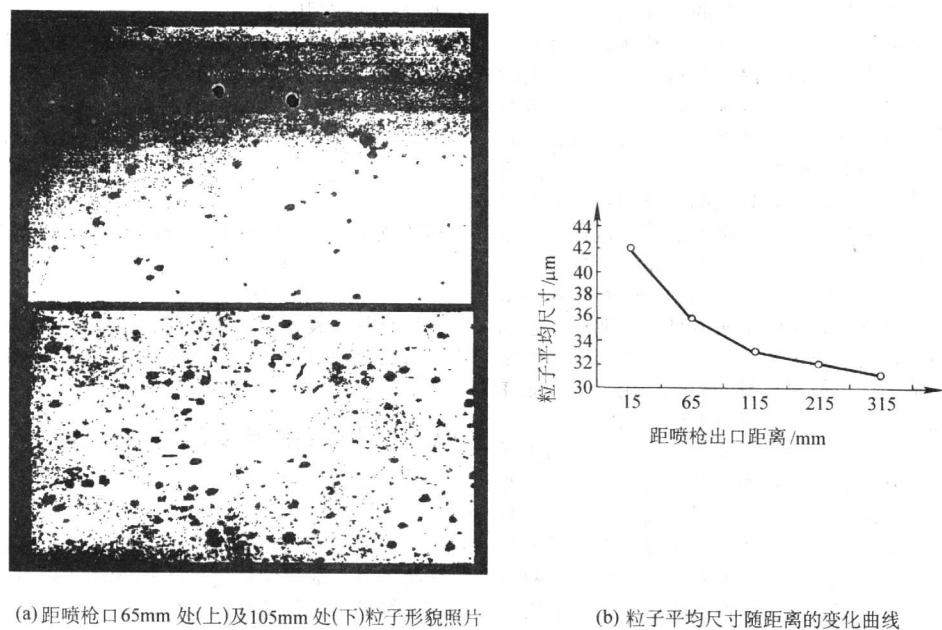 44
42
40
38
36
34
32
30
粒子平均尺寸/μm
15 65 115 215 315
距喷枪出口距离/mm
(a) 距喷枪口65mm 处(上)及105mm 处(下)粒子形貌照片
(b) 粒子平均尺寸随距离的变化曲线